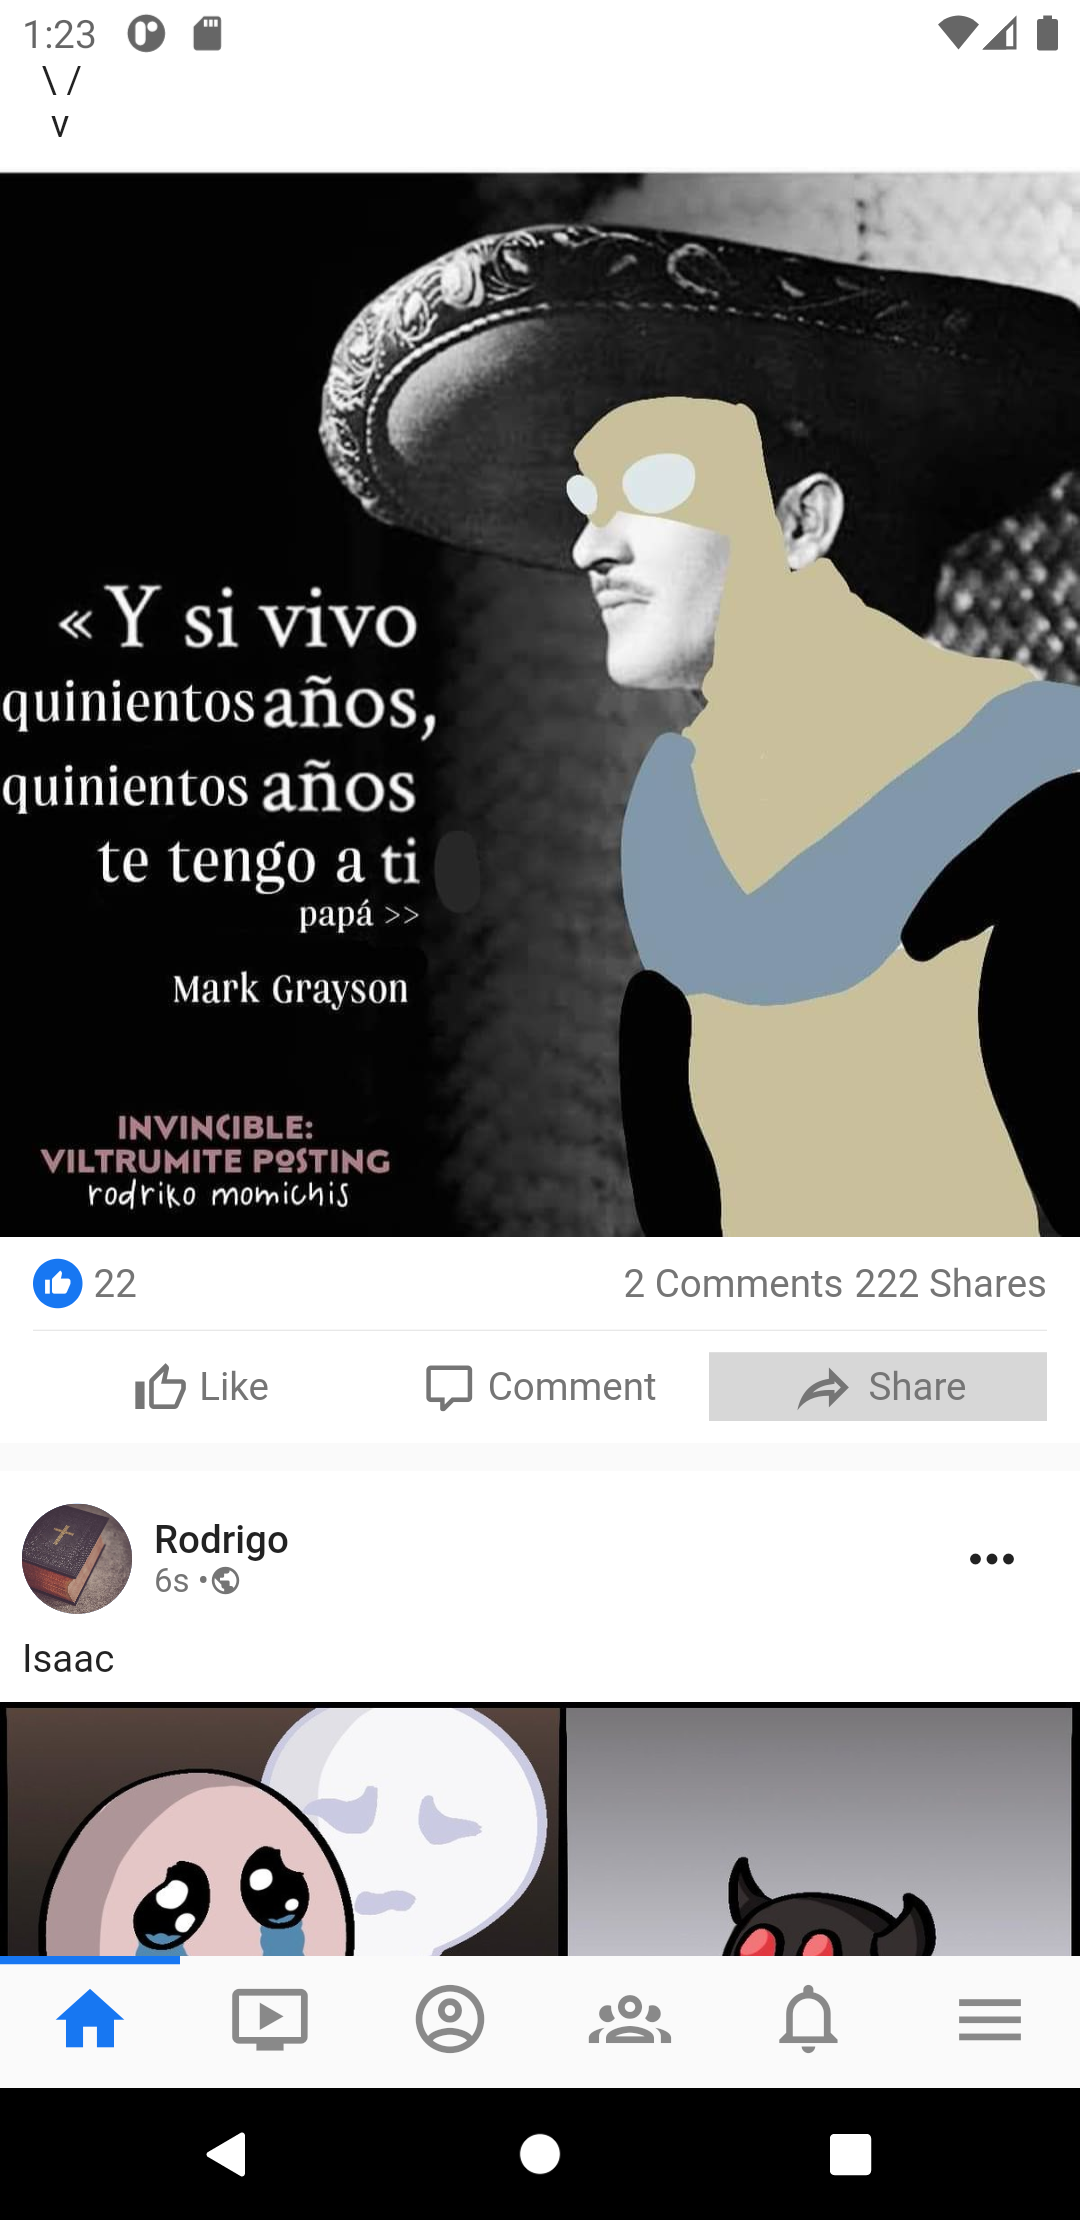 1:23
\ /
v
« Y si vivo
quinientos años,
quinientos años
te tengo a ti
papá >>
Mark Grayson
INVINCIBLE:
VILTRUMITE POSTING
rodriko momichis
22
2 Comments 222 Shares
Like Comment Share
Rodrigo
6s •
Isaac